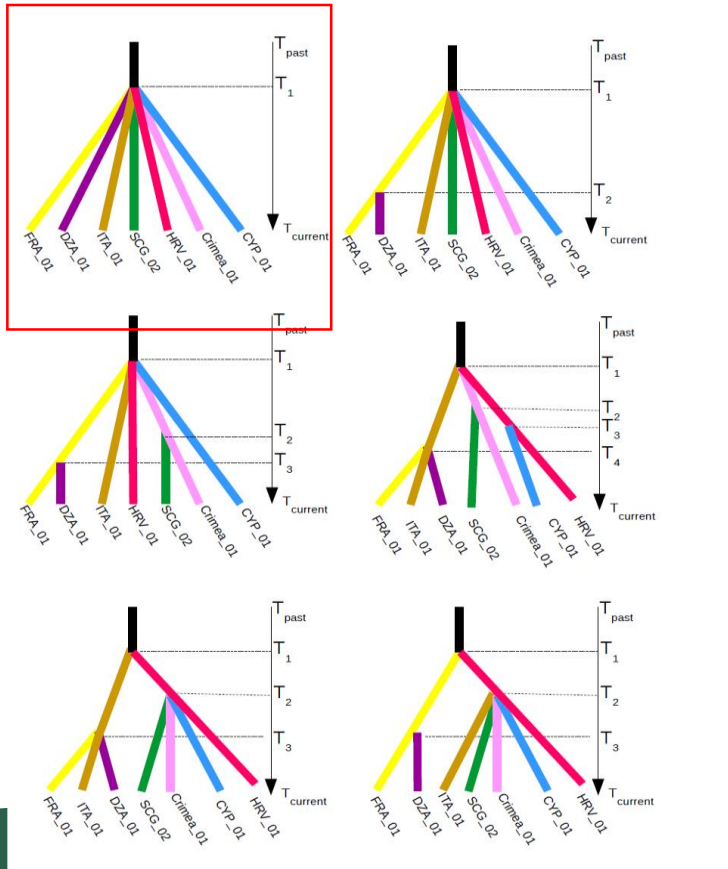 T past
T 1
T current
FRA_01
DZA_01
ITA_01
SCG_02
HRV_01
Crimea_01
CYP_01
T past
T 1
T 2
T current
FRA_01
DZA_01
ITA_01
SCG_02
HRV_01
Crimea_01
CYP_01
T past
T 1
T 2
T 3
T current
FRA_01
DZA_01
ITA_01
HRV_01
SCG_02
Crimea_01
CYP_01
T past
T 1
T 2
T 3
T 4
T current
FRA_01
ITA_01
DZA_01
SCG_02
Crimea_01
CYP_01
HRV_01
T past
T 1
T 2
T 3
T current
FRA_01
ITA_01
DZA_01
SCG_02
Crimea_01
CYP_01
HRV_01
T past
T 1
T 2
T 3
T current
FRA_01
DZA_01
ITA_01
SCG_02
Crimea_01
CYP_01
HRV_01